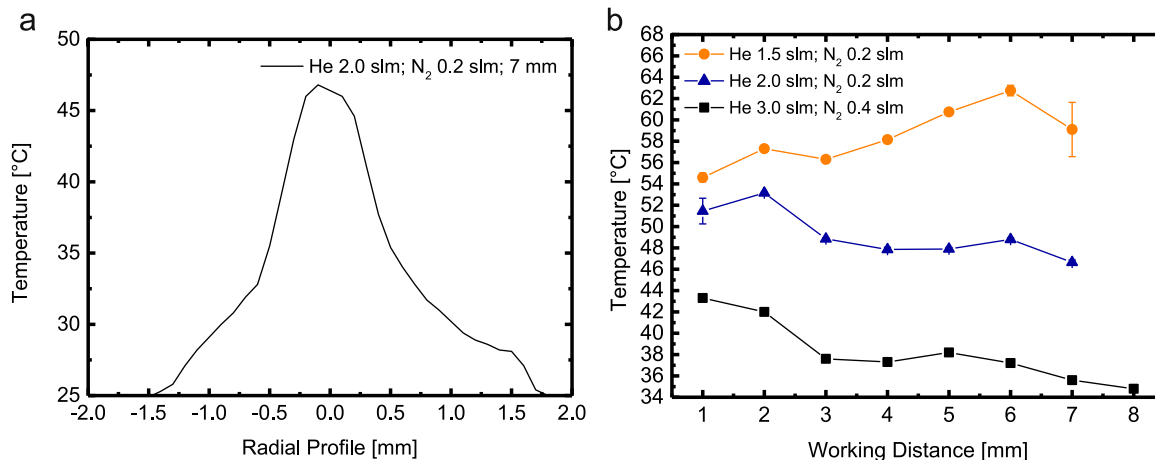 a
50
45
40
35
30
25
Temperature [°C]
He 2.0 slm; N₂ 0.2 slm; 7 mm
-2.0 -1.5 -1.0 -0.5 0.0 0.5 1.0 1.5 2.0
Radial Profile [mm]
b
68
66
64
62
60
58
56
54
52
50
48
46
44
42
40
38
36
34
Temperature [°C]
He 1.5 slm; N₂ 0.2 slm
He 2.0 slm; N₂ 0.2 slm
He 3.0 slm; N₂ 0.4 slm
1 2 3 4 5 6 7 8
Working Distance [mm]